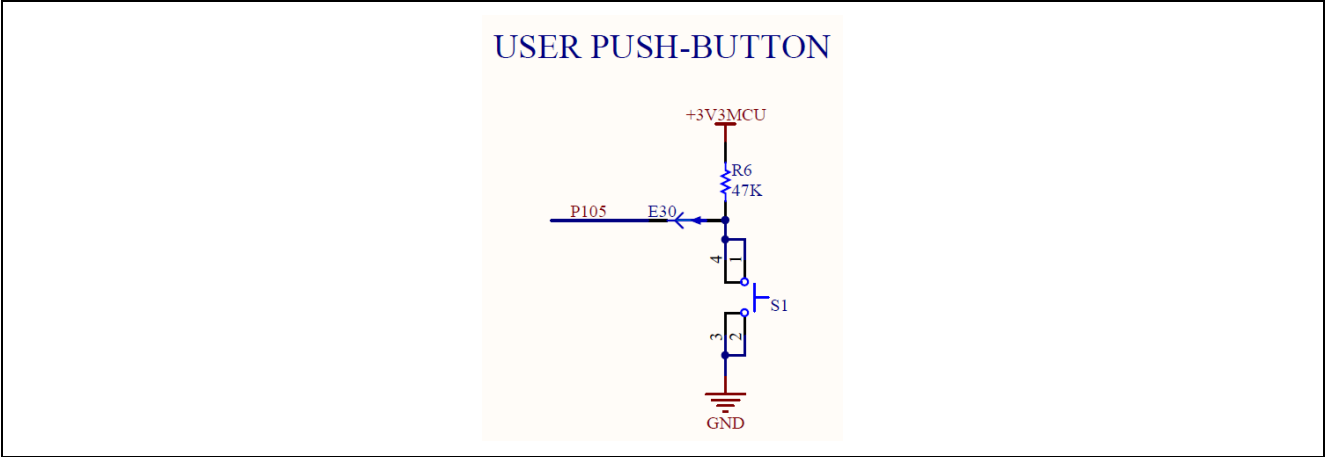 USER PUSH-BUTTON
+3V3MCU
R6
47K
P105
E30
4
1
S1
3
2
GND